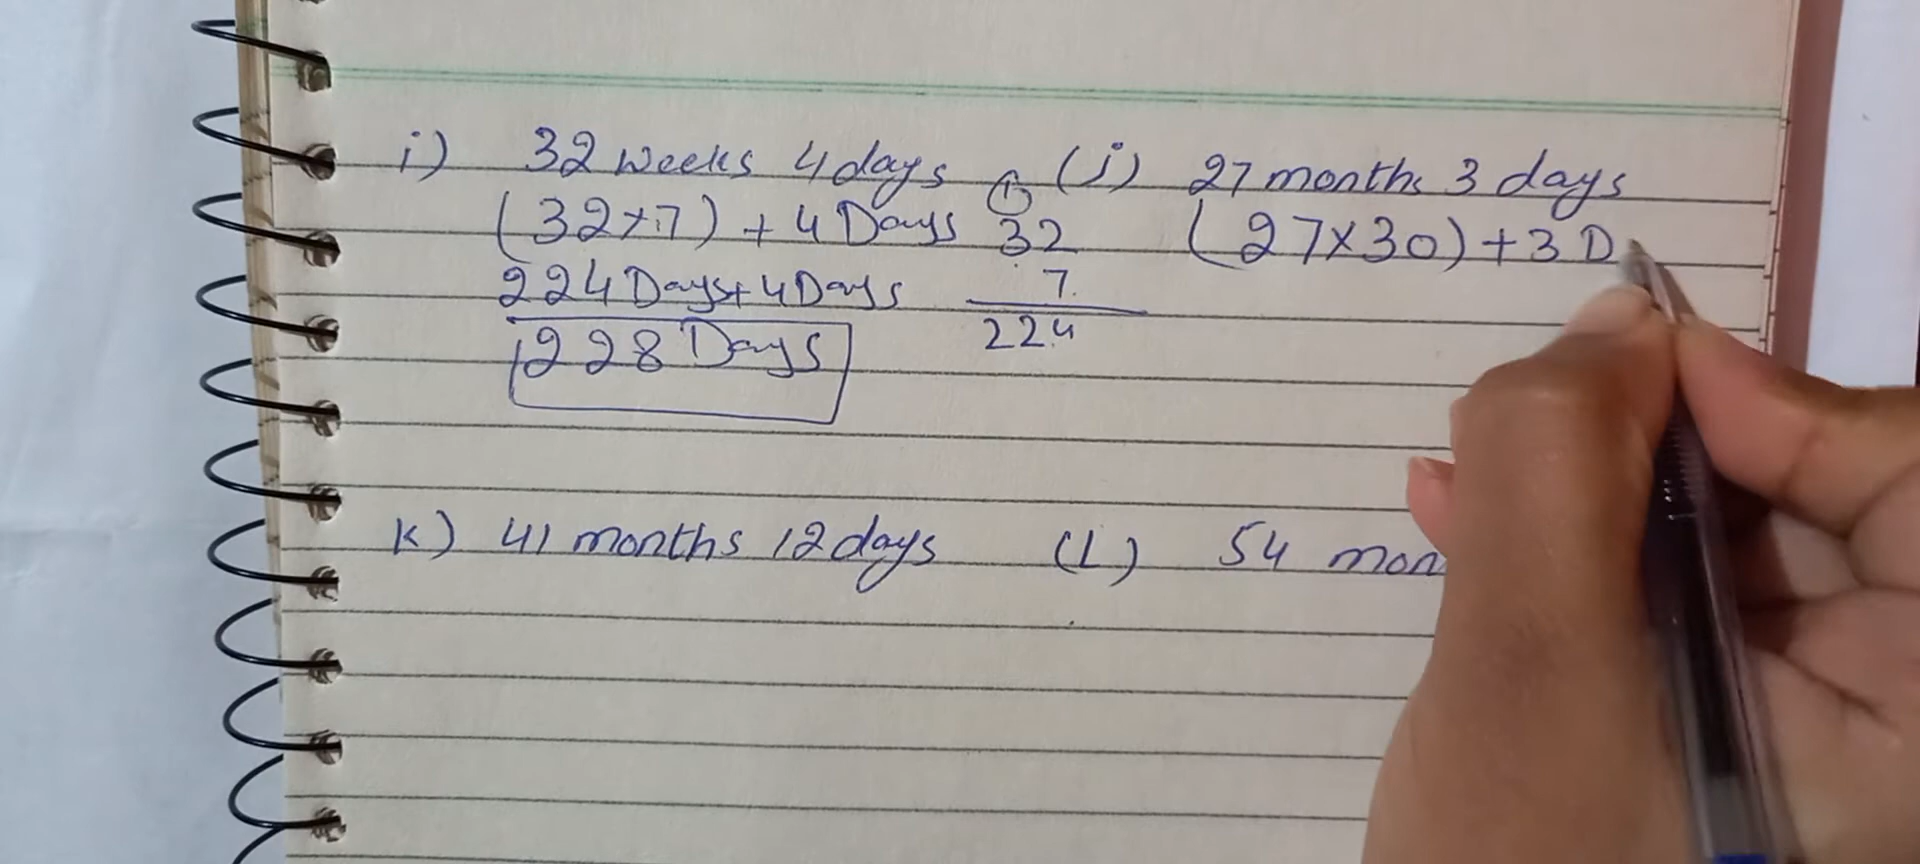 i) 32 weeks 4 days
(32×7) + 4 Days
224 Days + 4 Days
228 Days
1
32
7
224
(j) 27 months 3 days
(27×30) + 3 D
k) 41 months 12 days
(L) 54 mon